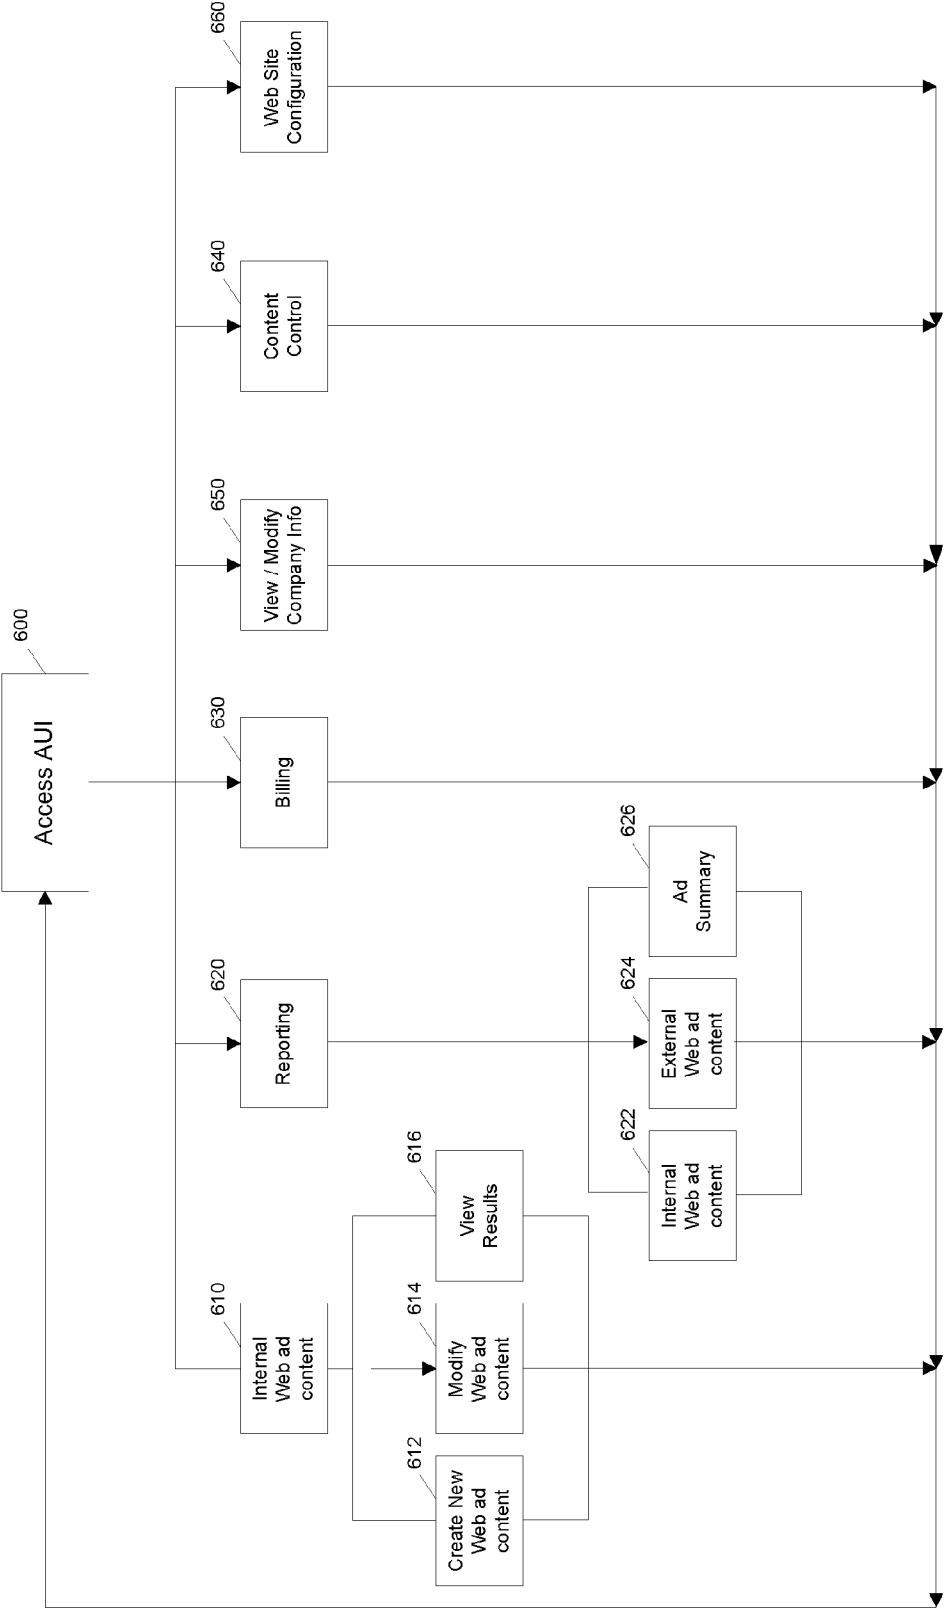 600
Access AUI
610
Internal
Web ad
content
620
Reporting
630
Billing
650
View / Modify
Company Info
640
Content
Control
660
Web Site
Configuration
612
Create New
Web ad
content
614
Modify
Web ad
content
616
View
Results
622
Internal
Web ad
content
624
External
Web ad
content
626
Ad
Summary